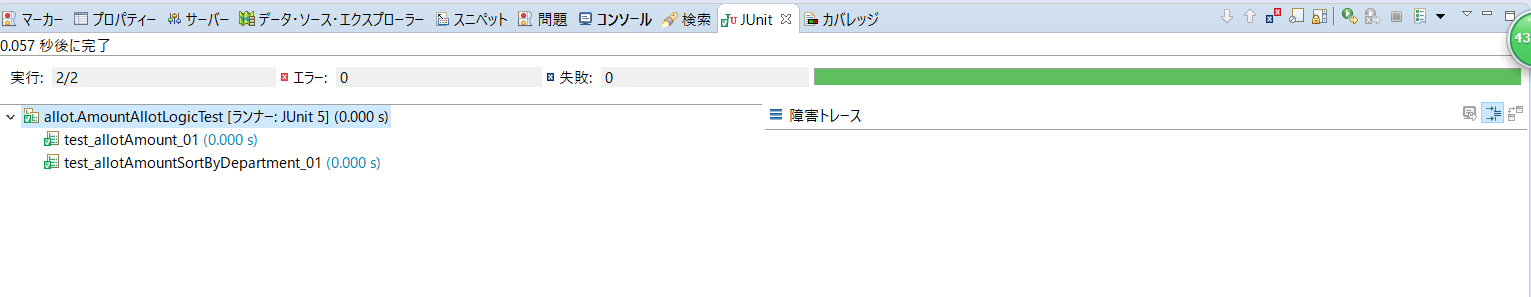 マーカー プロパティー サーバー データ・ソース・エクスプローラー スニペット 問題 コンソール 検索 JUnit カバレッジ
0.057 秒後に完了
実行: 2/2 エラー: 0 失敗: 0
43
allot.AmountAllotLogicTest [ランナー: JUnit 5] (0.000 s)
障害トレース
test_allotAmount_01 (0.000 s)
test_allotAmountSortByDepartment_01 (0.000 s)